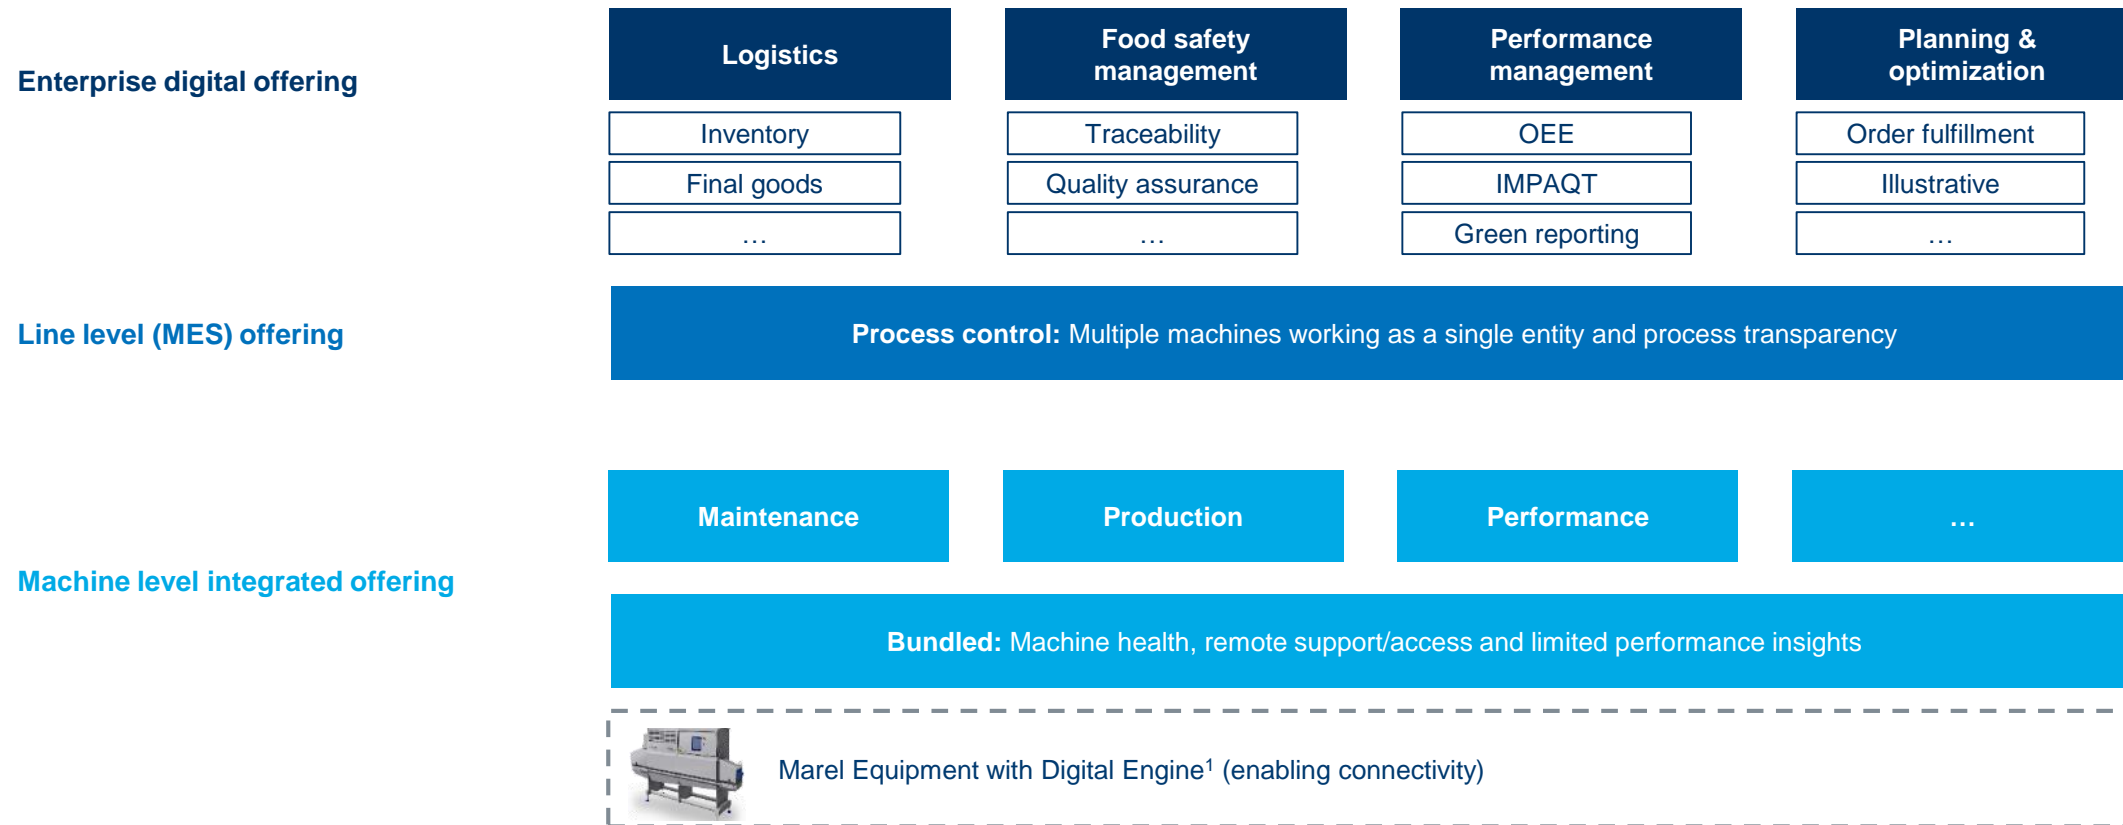 Enterprise digital offering
Logistics
Food safety
management
Performance
management
Planning &
optimization
Inventory
Traceability
OEE
Order fulfillment
Final goods
Quality assurance
IMPAQT
Illustrative
…
…
Green reporting
…
Line level (MES) offering
Process control: Multiple machines working as a single entity and process transparency
Machine level integrated offering
Maintenance
Production
Performance
…
Bundled: Machine health, remote support/access and limited performance insights
Marel Equipment with Digital Engine¹ (enabling connectivity)